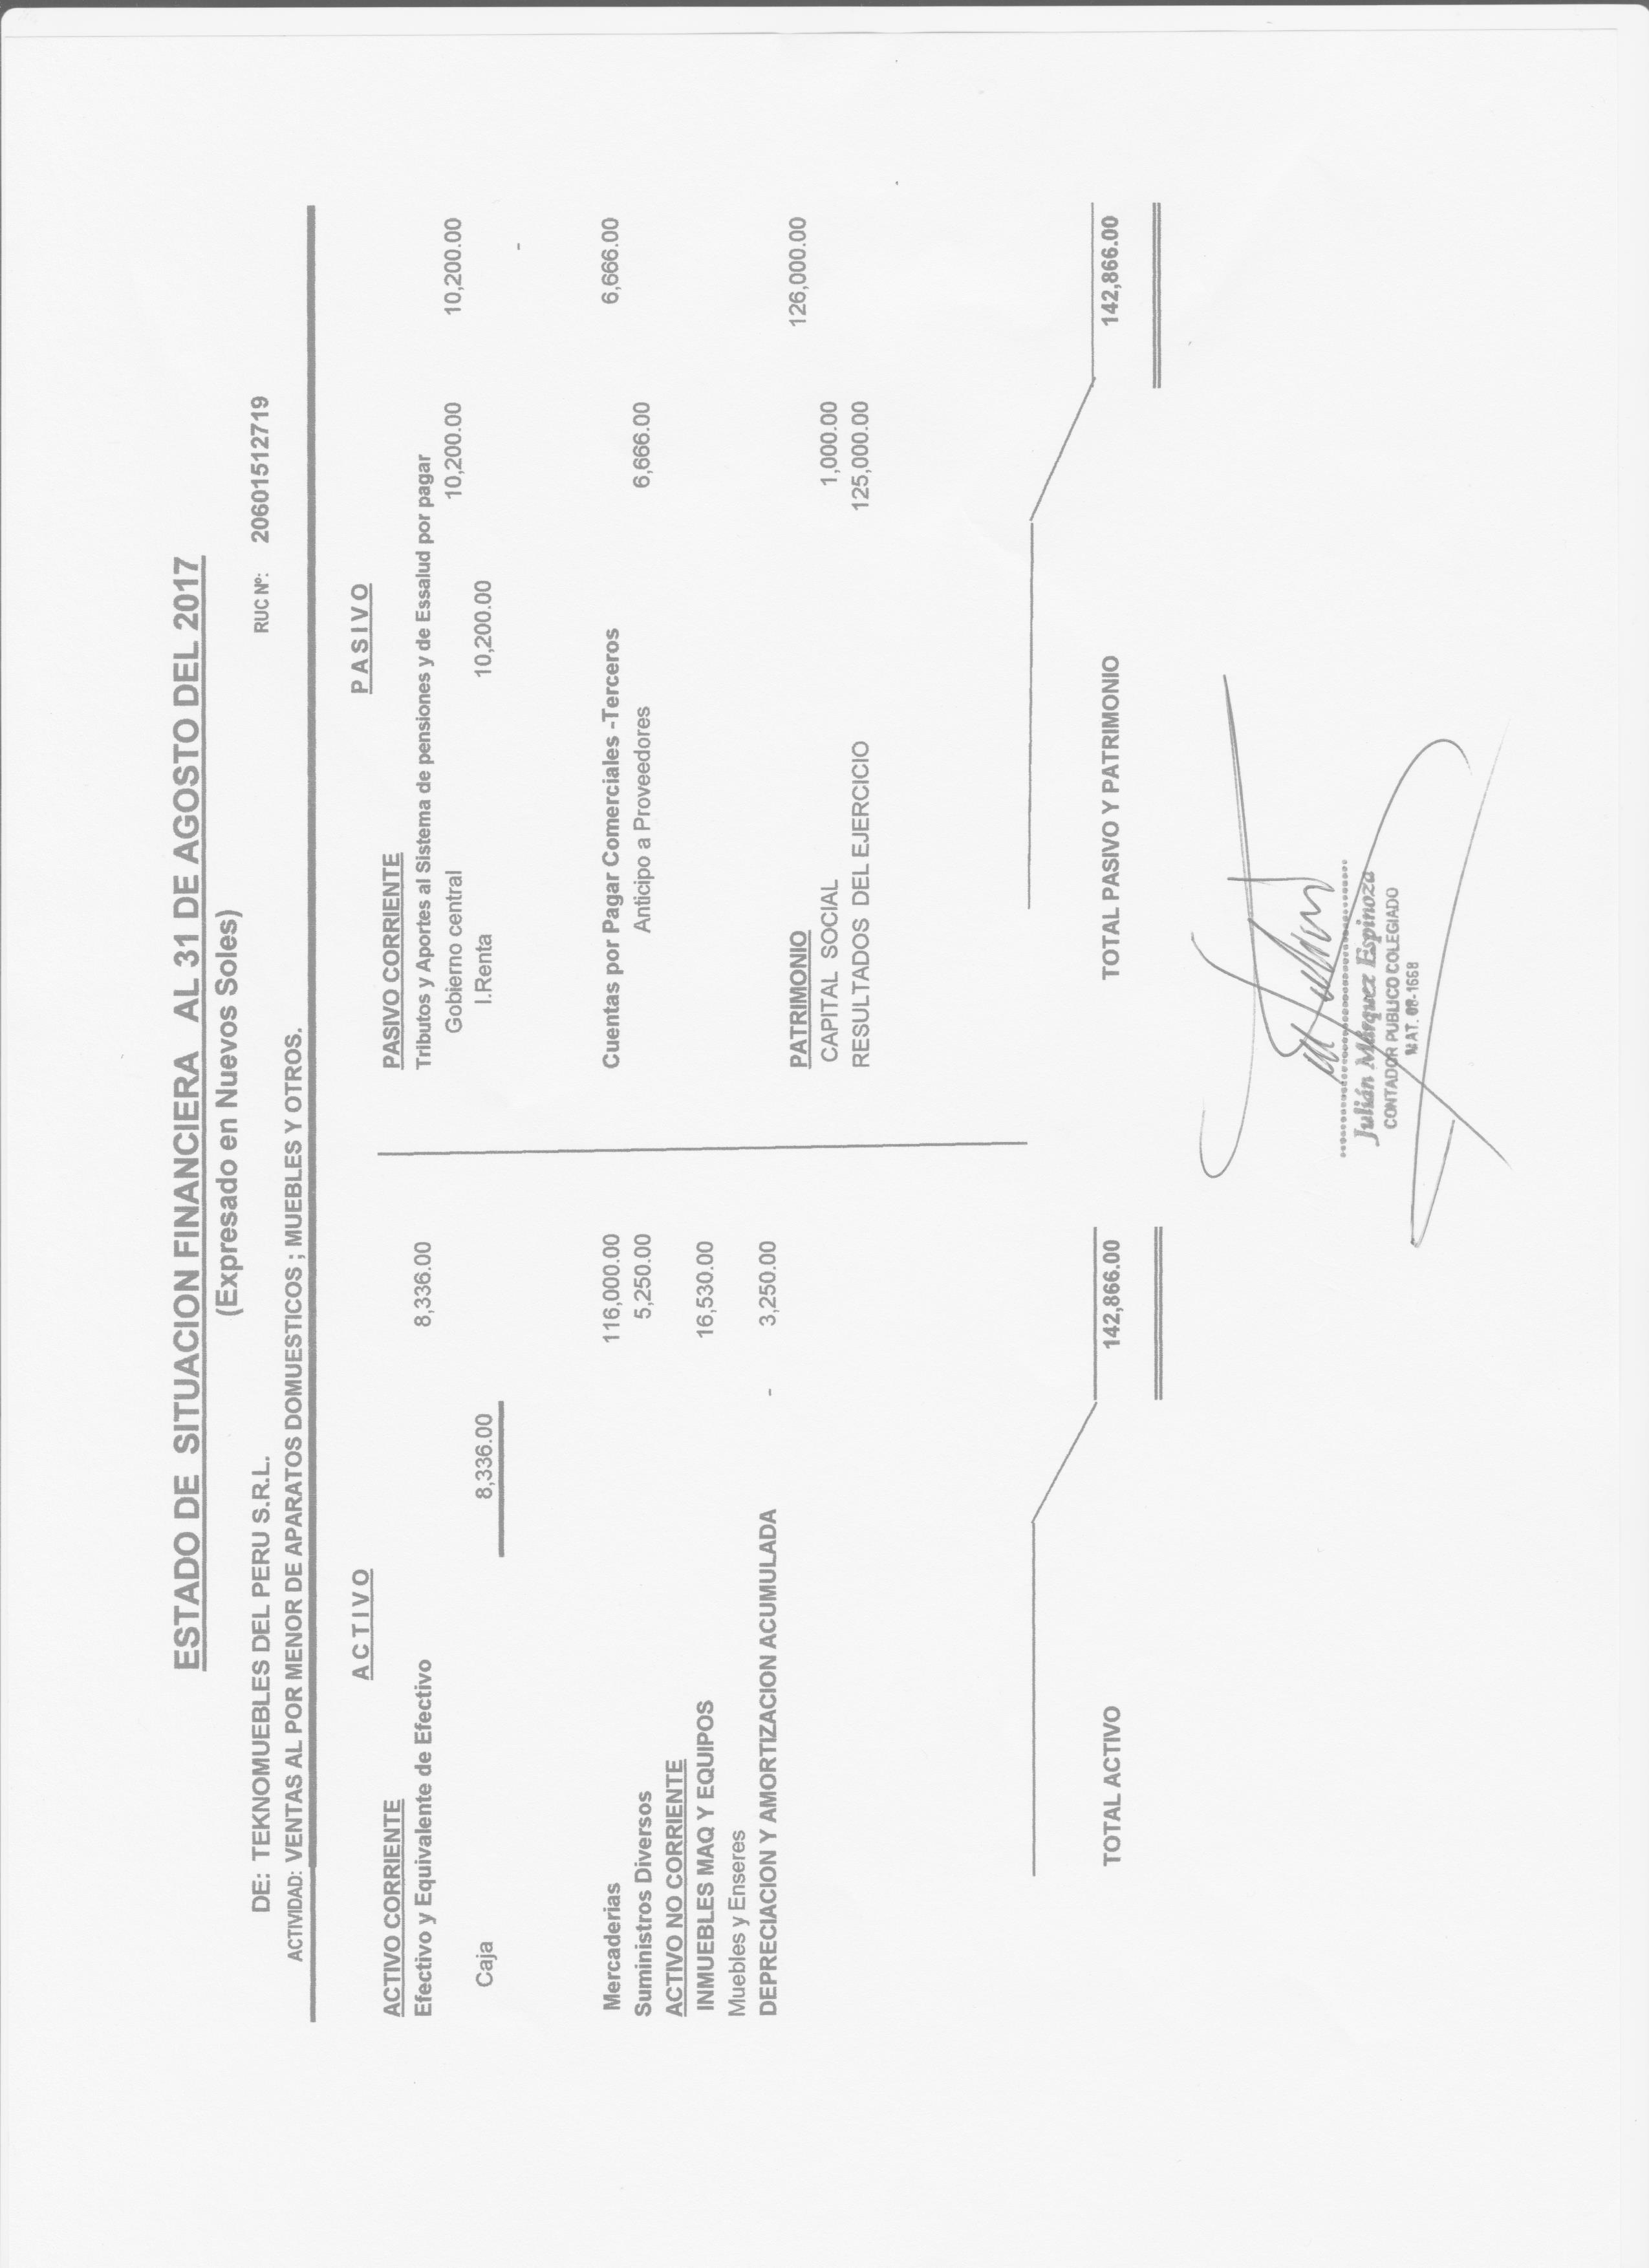 ESTADO DE SITUACION FINANCIERA AL 31 DE AGOSTO DEL 2017
(Expresado en Nuevos Soles)
DE: TEKNOMUEBLES DEL PERU S.R.L. RUC Nº: 20601512719
ACTIVIDAD: VENTAS AL POR MENOR DE APARATOS DOMUESTICOS ; MUEBLES Y OTROS.
A C T I V O
ACTIVO CORRIENTE
Efectivo y Equivalente de Efectivo 8,336.00
Caja 8,336.00
Mercaderias 116,000.00
Suministros Diversos 5,250.00
ACTIVO NO CORRIENTE
INMUEBLES MAQ Y EQUIPOS 16,530.00
Muebles y Enseres
DEPRECIACION Y AMORTIZACION ACUMULADA - 3,250.00
TOTAL ACTIVO 142,866.00
P A S I V O
PASIVO CORRIENTE
Tributos y Aportes al Sistema de pensiones y de Essalud por pagar
Gobierno central 10,200.00 10,200.00
I.Renta 10,200.00
-
Cuentas por Pagar Comerciales -Terceros 6,666.00
Anticipo a Proveedores 6,666.00
PATRIMONIO 126,000.00
CAPITAL SOCIAL 1,000.00
RESULTADOS DEL EJERCICIO 125,000.00
TOTAL PASIVO Y PATRIMONIO 142,866.00
Julián Márquez Espinoza
CONTADOR PUBLICO COLEGIADO
MAT. 08-1668